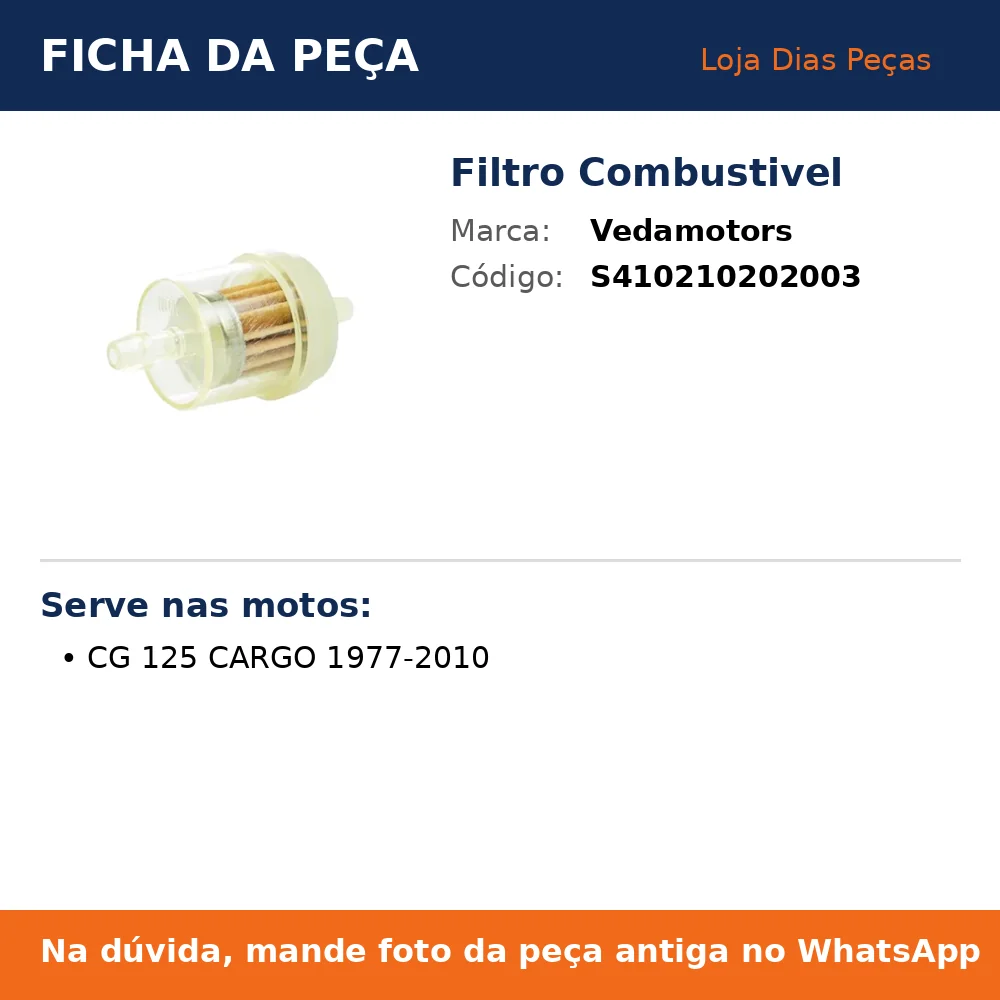 FICHA DA PEÇA
Loja Dias Peças
Filtro Combustivel
Marca: Vedamotors
Código: S410210202003
Serve nas motos:
• CG 125 CARGO 1977-2010
Na dúvida, mande foto da peça antiga no WhatsApp